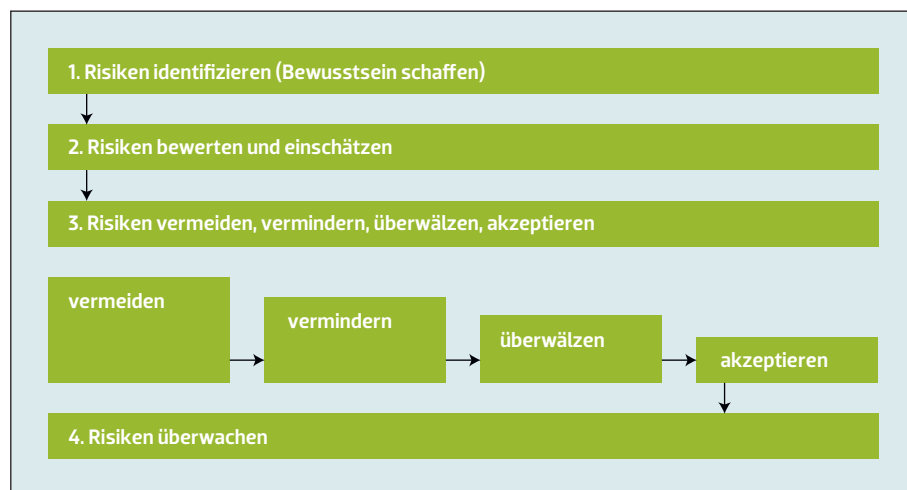 1. Risiken identifizieren (Bewusstsein schaffen)
2. Risiken bewerten und einschätzen
3. Risiken vermeiden, vermindern, überwälzen, akzeptieren
vermeiden
vermindern
überwälzen
akzeptieren
4. Risiken überwachen